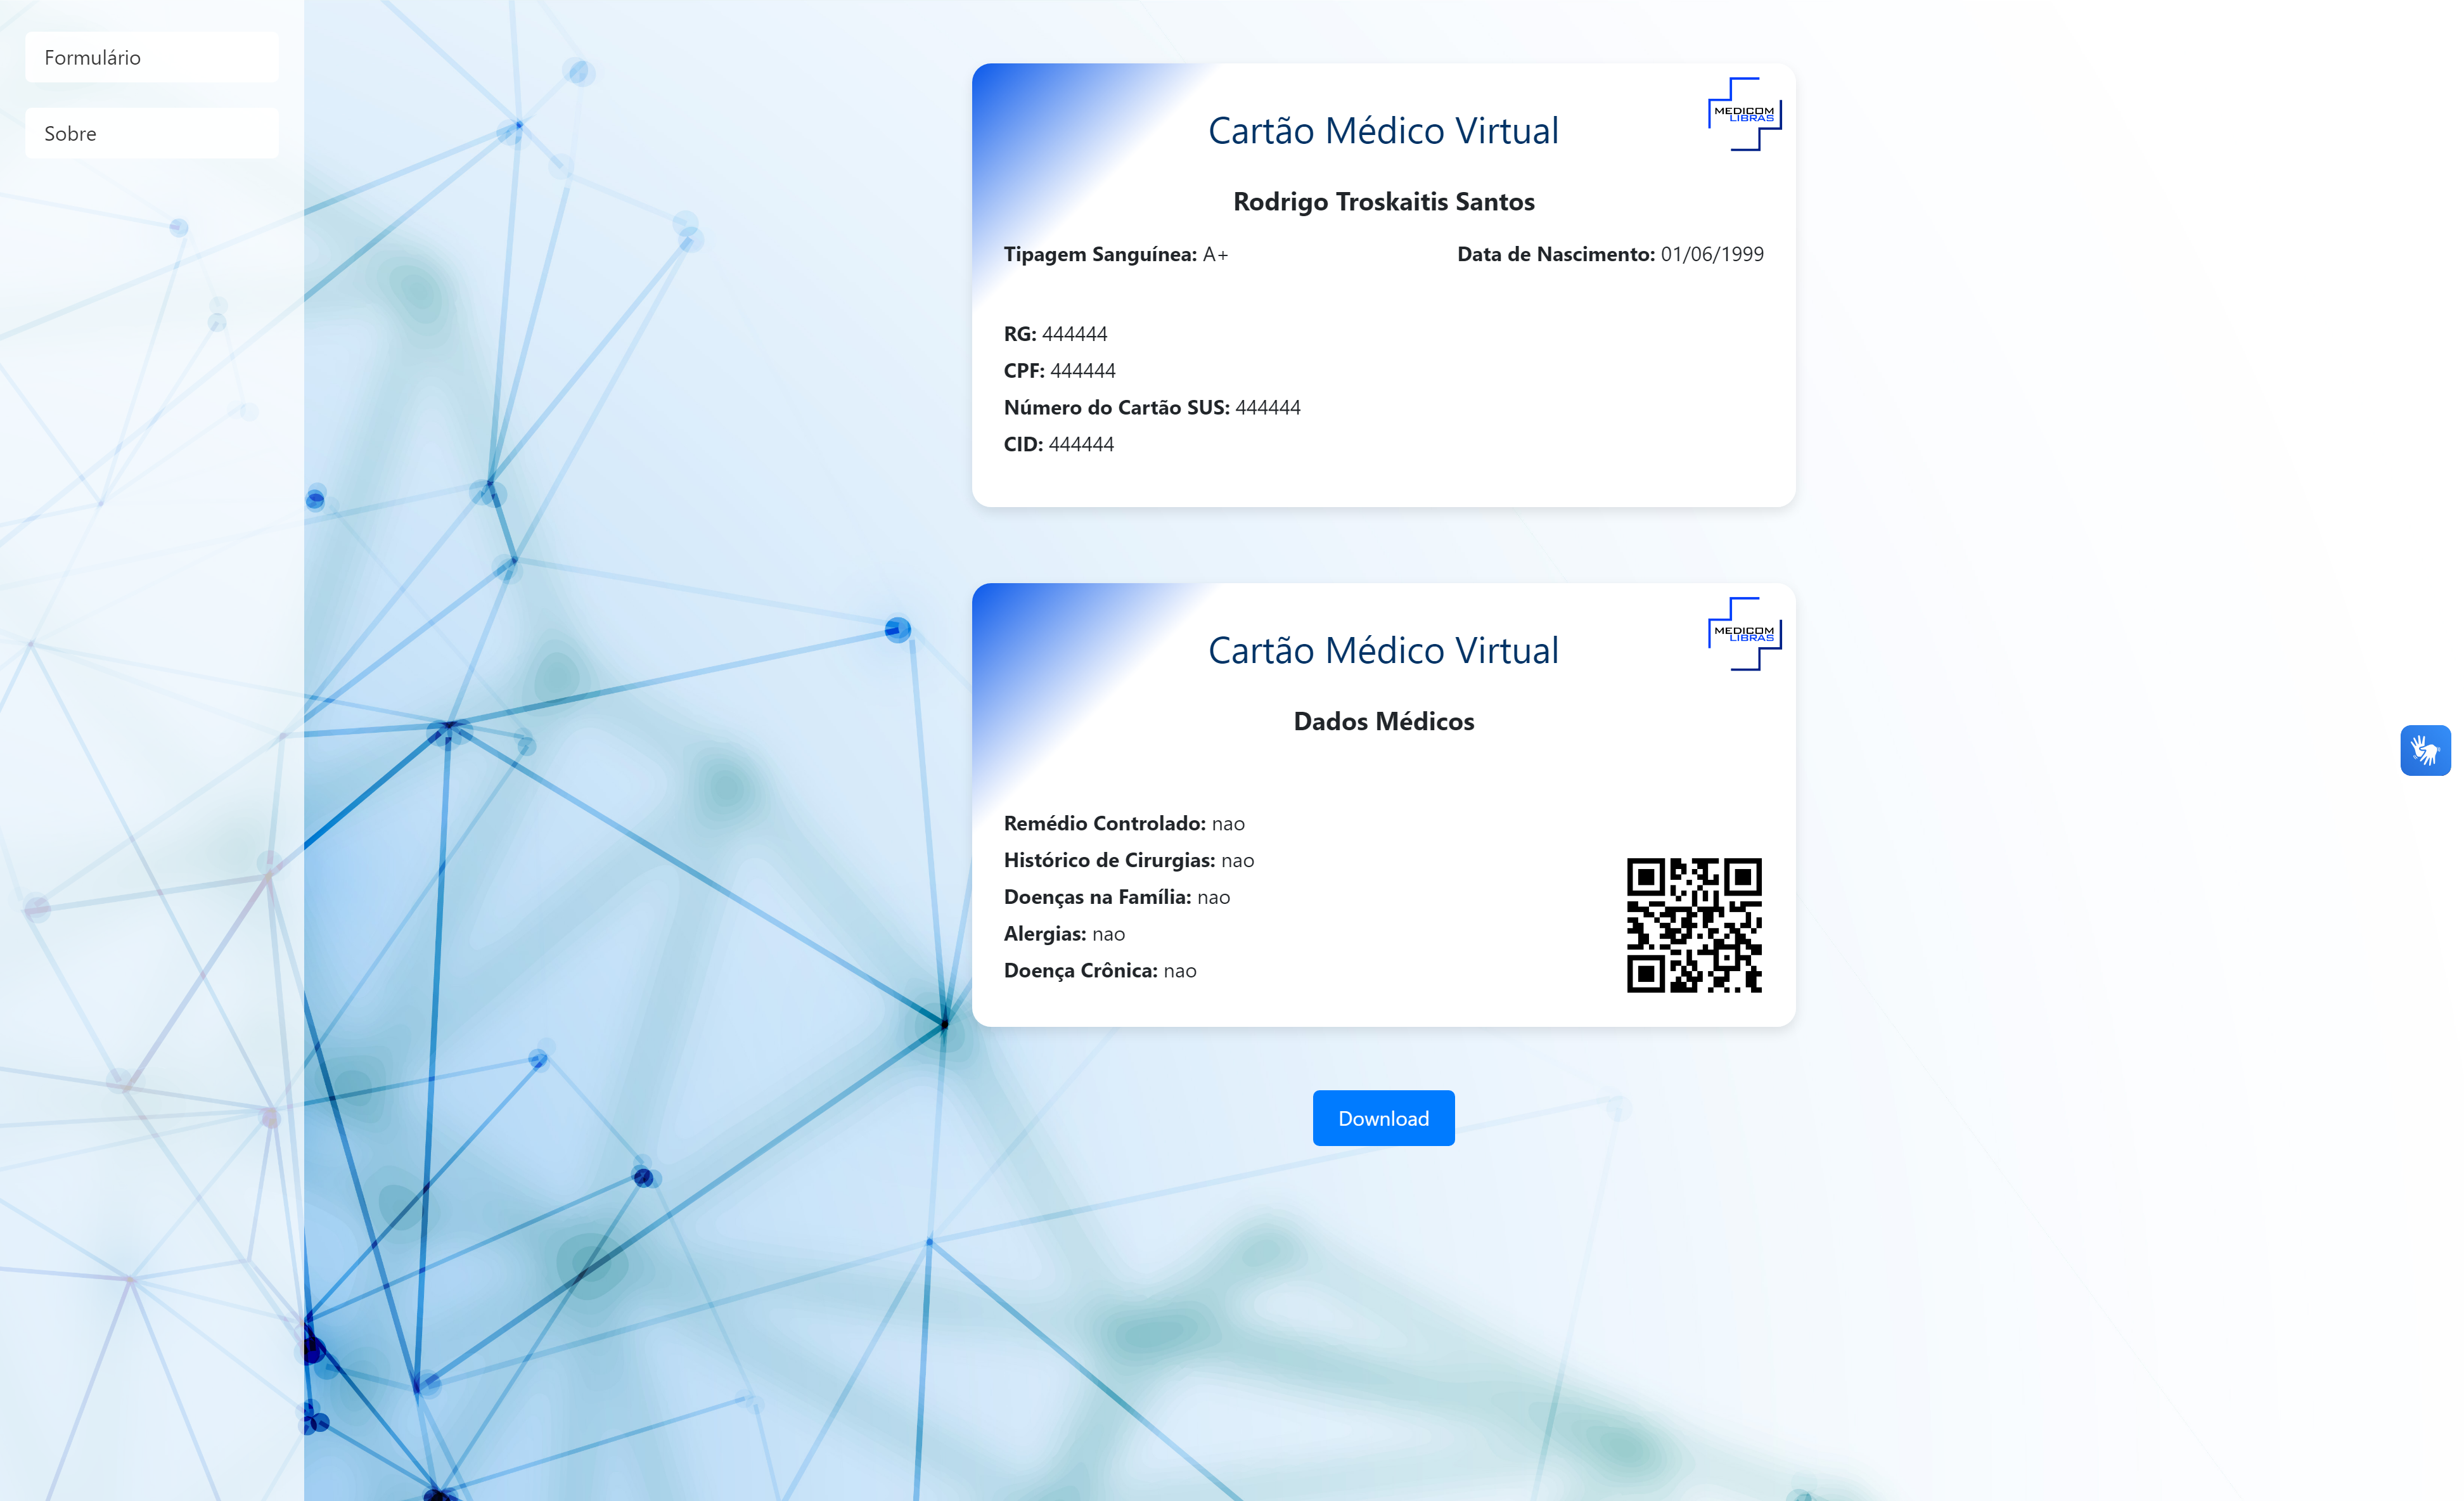 Formulário
Sobre
MEDICOM
LIBRAS
Cartão Médico Virtual
Rodrigo Troskaitis Santos
Tipagem Sanguínea: A+ Data de Nascimento: 01/06/1999
RG: 444444
CPF: 444444
Número do Cartão SUS: 444444
CID: 444444
MEDICOM
LIBRAS
Cartão Médico Virtual
Dados Médicos
Remédio Controlado: nao
Histórico de Cirurgias: nao
Doenças na Família: nao
Alergias: nao
Doença Crônica: nao
Download